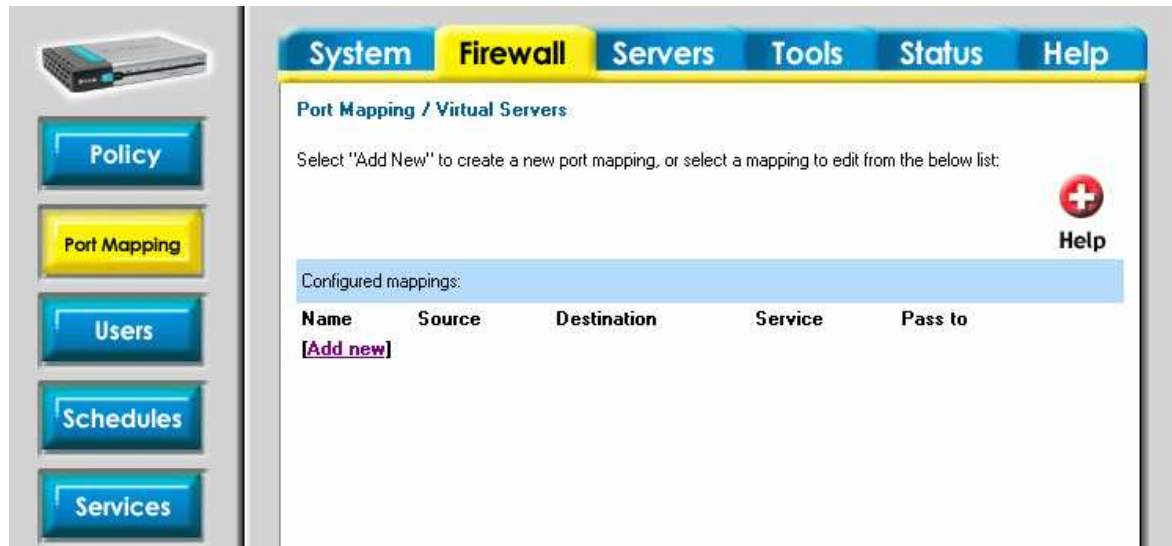 System Firewall Servers Tools Status Help
Port Mapping / Virtual Servers
Select "Add New" to create a new port mapping, or select a mapping to edit from the below list:
Help
Configured mappings:
Name Source Destination Service Pass to
[Add new]
Policy
Port Mapping
Users
Schedules
Services